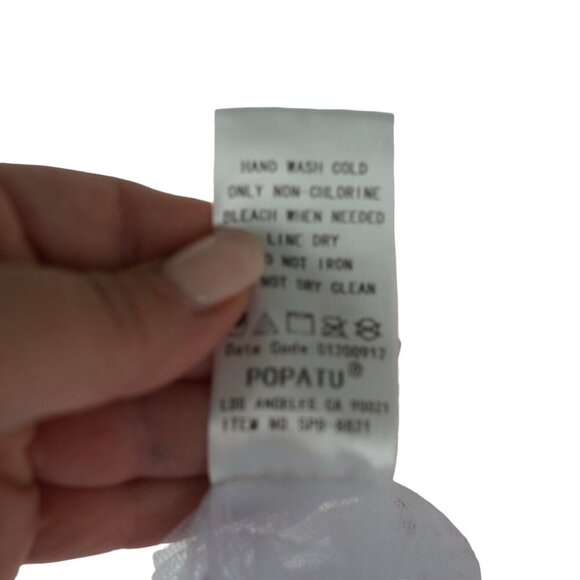 HAND WASH COLD
ONLY NON-CHLORINE
BLEACH WHEN NEEDED
LINE DRY
NOT IRON
NOT DRY CLEAN
Date Code:
POPATU®
LOS ANGELES, CA 90021
ITEM NO.